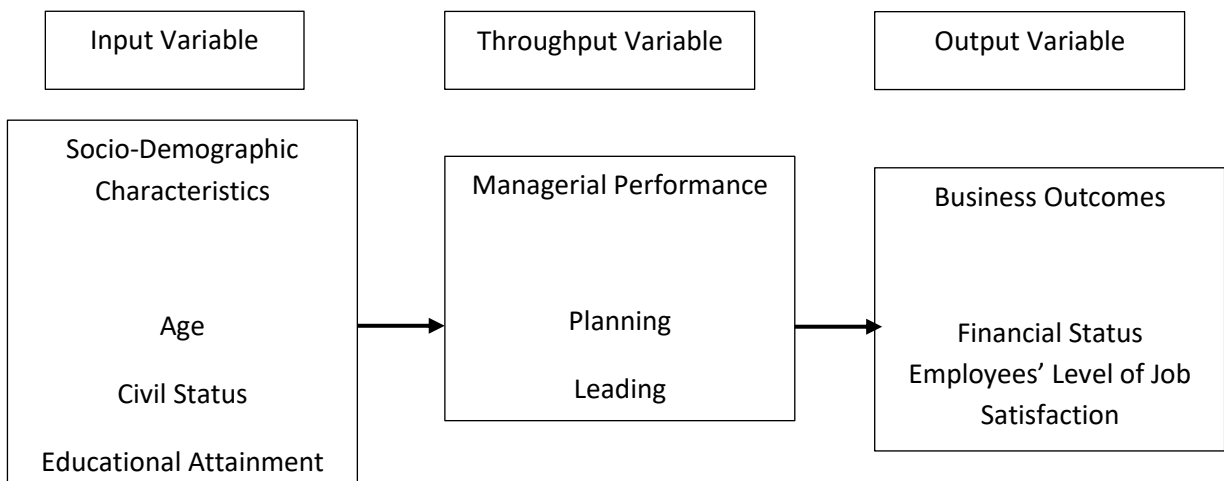 Input Variable
Throughput Variable
Output Variable
Socio-Demographic
Characteristics
Age
Civil Status
Educational Attainment
Managerial Performance
Planning
Leading
Business Outcomes
Financial Status
Employees’ Level of Job
Satisfaction